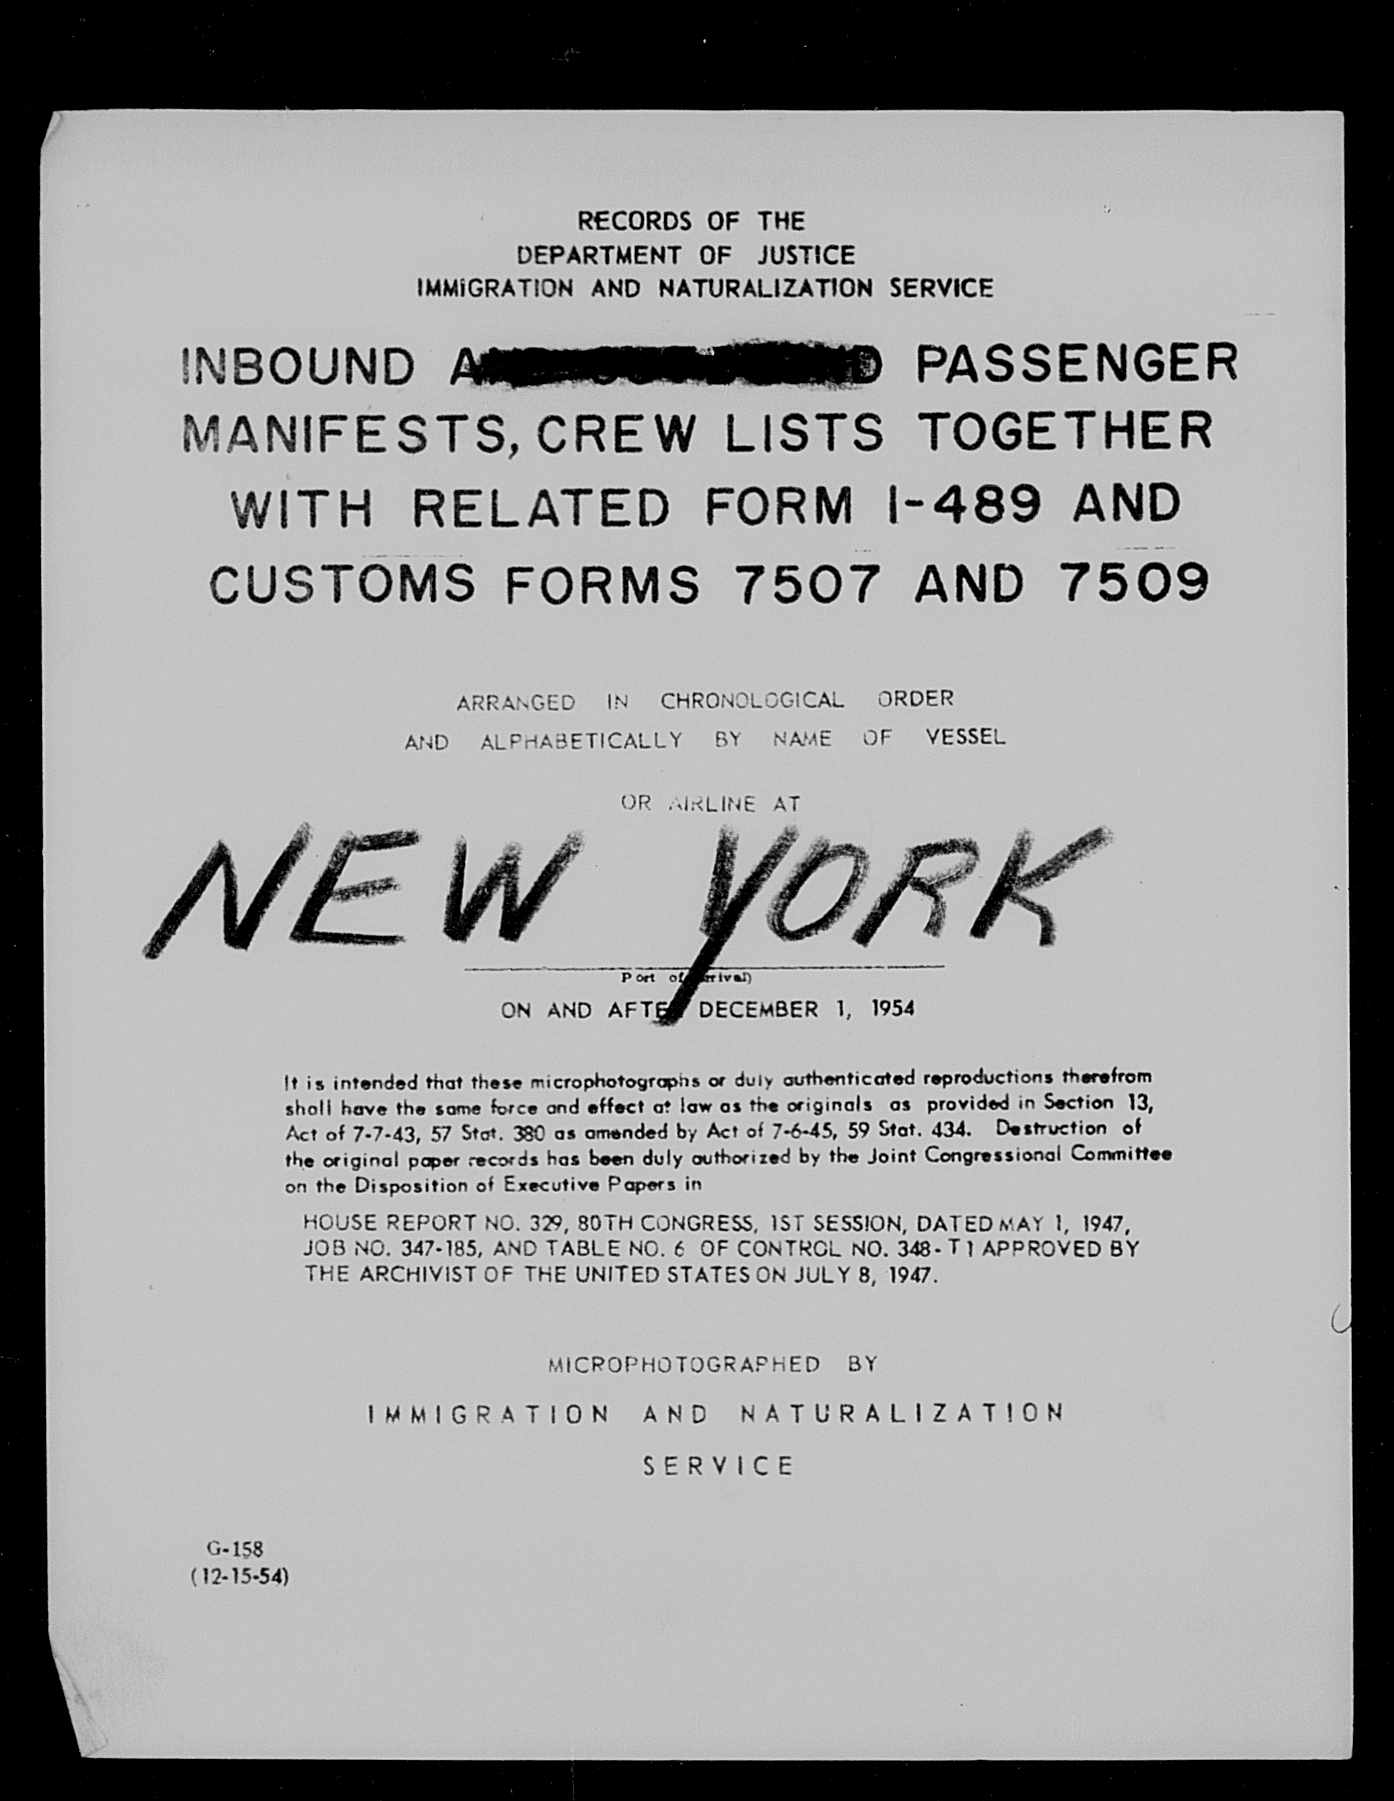 RECORDS OF THE
DEPARTMENT OF JUSTICE
IMMIGRATION AND NATURALIZATION SERVICE
INBOUND PASSENGER
MANIFESTS, CREW LISTS TOGETHER
WITH RELATED FORM I-489 AND
CUSTOMS FORMS 7507 AND 7509
ARRANGED IN CHRONOLOGICAL ORDER
AND ALPHABETICALLY BY NAME OF VESSEL
OR AIRLINE AT
NEW YORK
Port of
ON AND AFTER DECEMBER 1, 1954
It is intended that these microphotographs or duly authenticated reproductions therefrom
shall have the same force and effect at law as the originals as provided in Section 13,
Act of 7-7-43, 57 Stat. 380 as amended by Act of 7-6-45, 59 Stat. 434. Destruction of
the original paper records has been duly authorized by the Joint Congressional Committee
on the Disposition of Executive Papers in
HOUSE REPORT NO. 329, 80TH CONGRESS, 1ST SESSION, DATED MAY 1, 1947,
JOB NO. 347-185, AND TABLE NO. 6 OF CONTROL NO. 348-T1 APPROVED BY
THE ARCHIVIST OF THE UNITED STATES ON JULY 8, 1947.
MICROPHOTOGRAPHED BY
IMMIGRATION AND NATURALIZATION
SERVICE
G-158
(12-15-54)